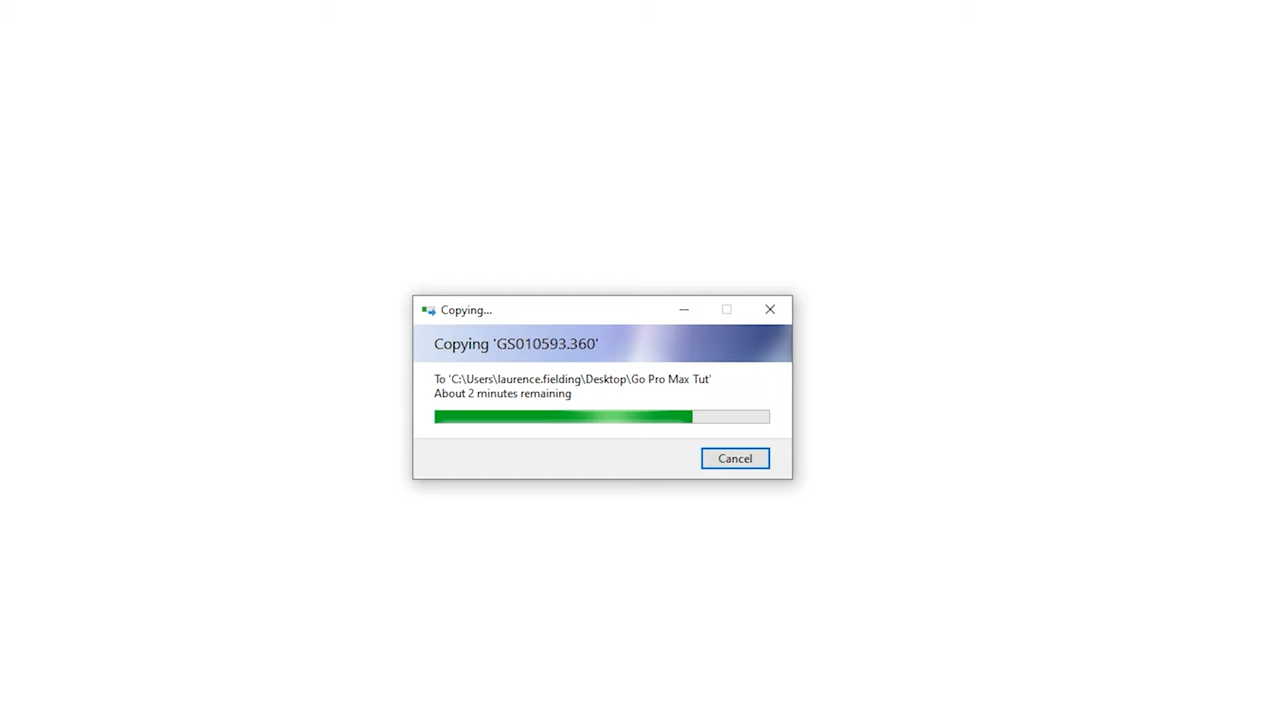 Copying...
Copying 'GS010593.360'
To 'C:\Users\laurence.fielding\Desktop\Go Pro Max Tut'
About 2 minutes remaining
Cancel